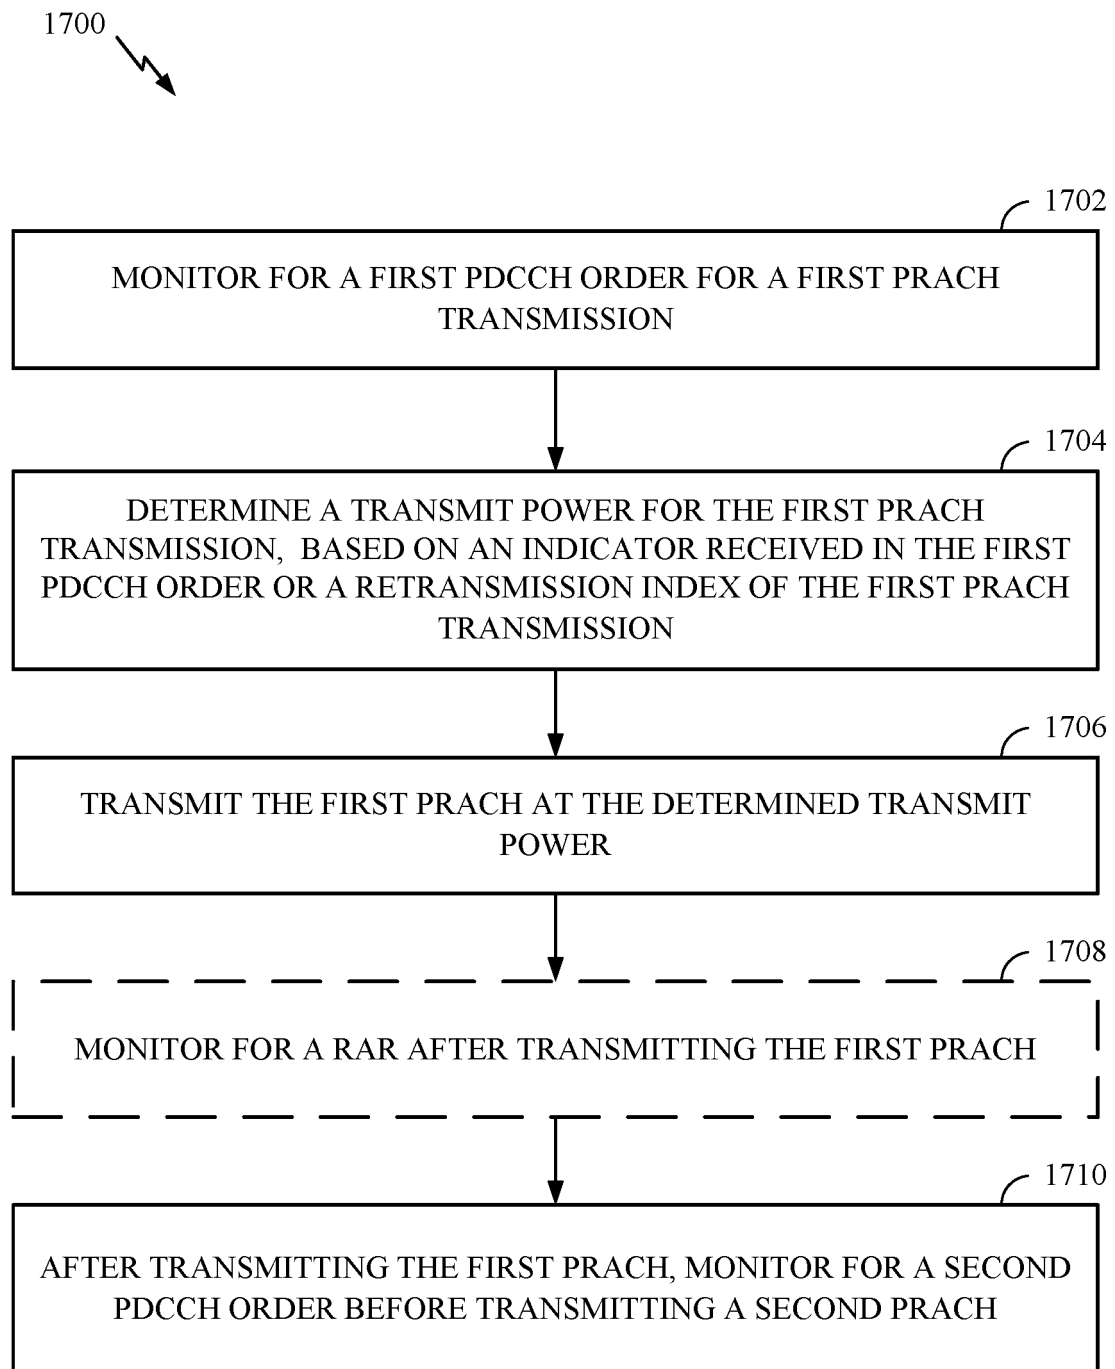 1700
1702
MONITOR FOR A FIRST PDCCH ORDER FOR A FIRST PRACH
TRANSMISSION
1704
DETERMINE A TRANSMIT POWER FOR THE FIRST PRACH
TRANSMISSION, BASED ON AN INDICATOR RECEIVED IN THE FIRST
PDCCH ORDER OR A RETRANSMISSION INDEX OF THE FIRST PRACH
TRANSMISSION
1706
TRANSMIT THE FIRST PRACH AT THE DETERMINED TRANSMIT
POWER
1708
MONITOR FOR A RAR AFTER TRANSMITTING THE FIRST PRACH
1710
AFTER TRANSMITTING THE FIRST PRACH, MONITOR FOR A SECOND
PDCCH ORDER BEFORE TRANSMITTING A SECOND PRACH